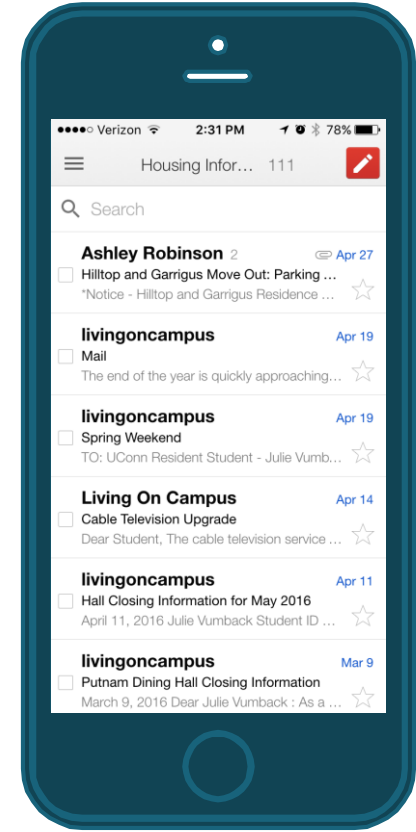 Verizon 2:31 PM 78%
Housing Infor... 111
Search
Ashley Robinson 2 Apr 27
Hilltop and Garrigus Move Out: Parking ...
*Notice - Hilltop and Garrigus Residence ...
livingoncampus Apr 19
Mail
The end of the year is quickly approaching...
livingoncampus Apr 19
Spring Weekend
TO: UConn Resident Student - Julie Vumb...
Living On Campus Apr 14
Cable Television Upgrade
Dear Student, The cable television service ...
livingoncampus Apr 11
Hall Closing Information for May 2016
April 11, 2016 Julie Vumback Student ID ...
livingoncampus Mar 9
Putnam Dining Hall Closing Information
March 9, 2016 Dear Julie Vumback : As a ...